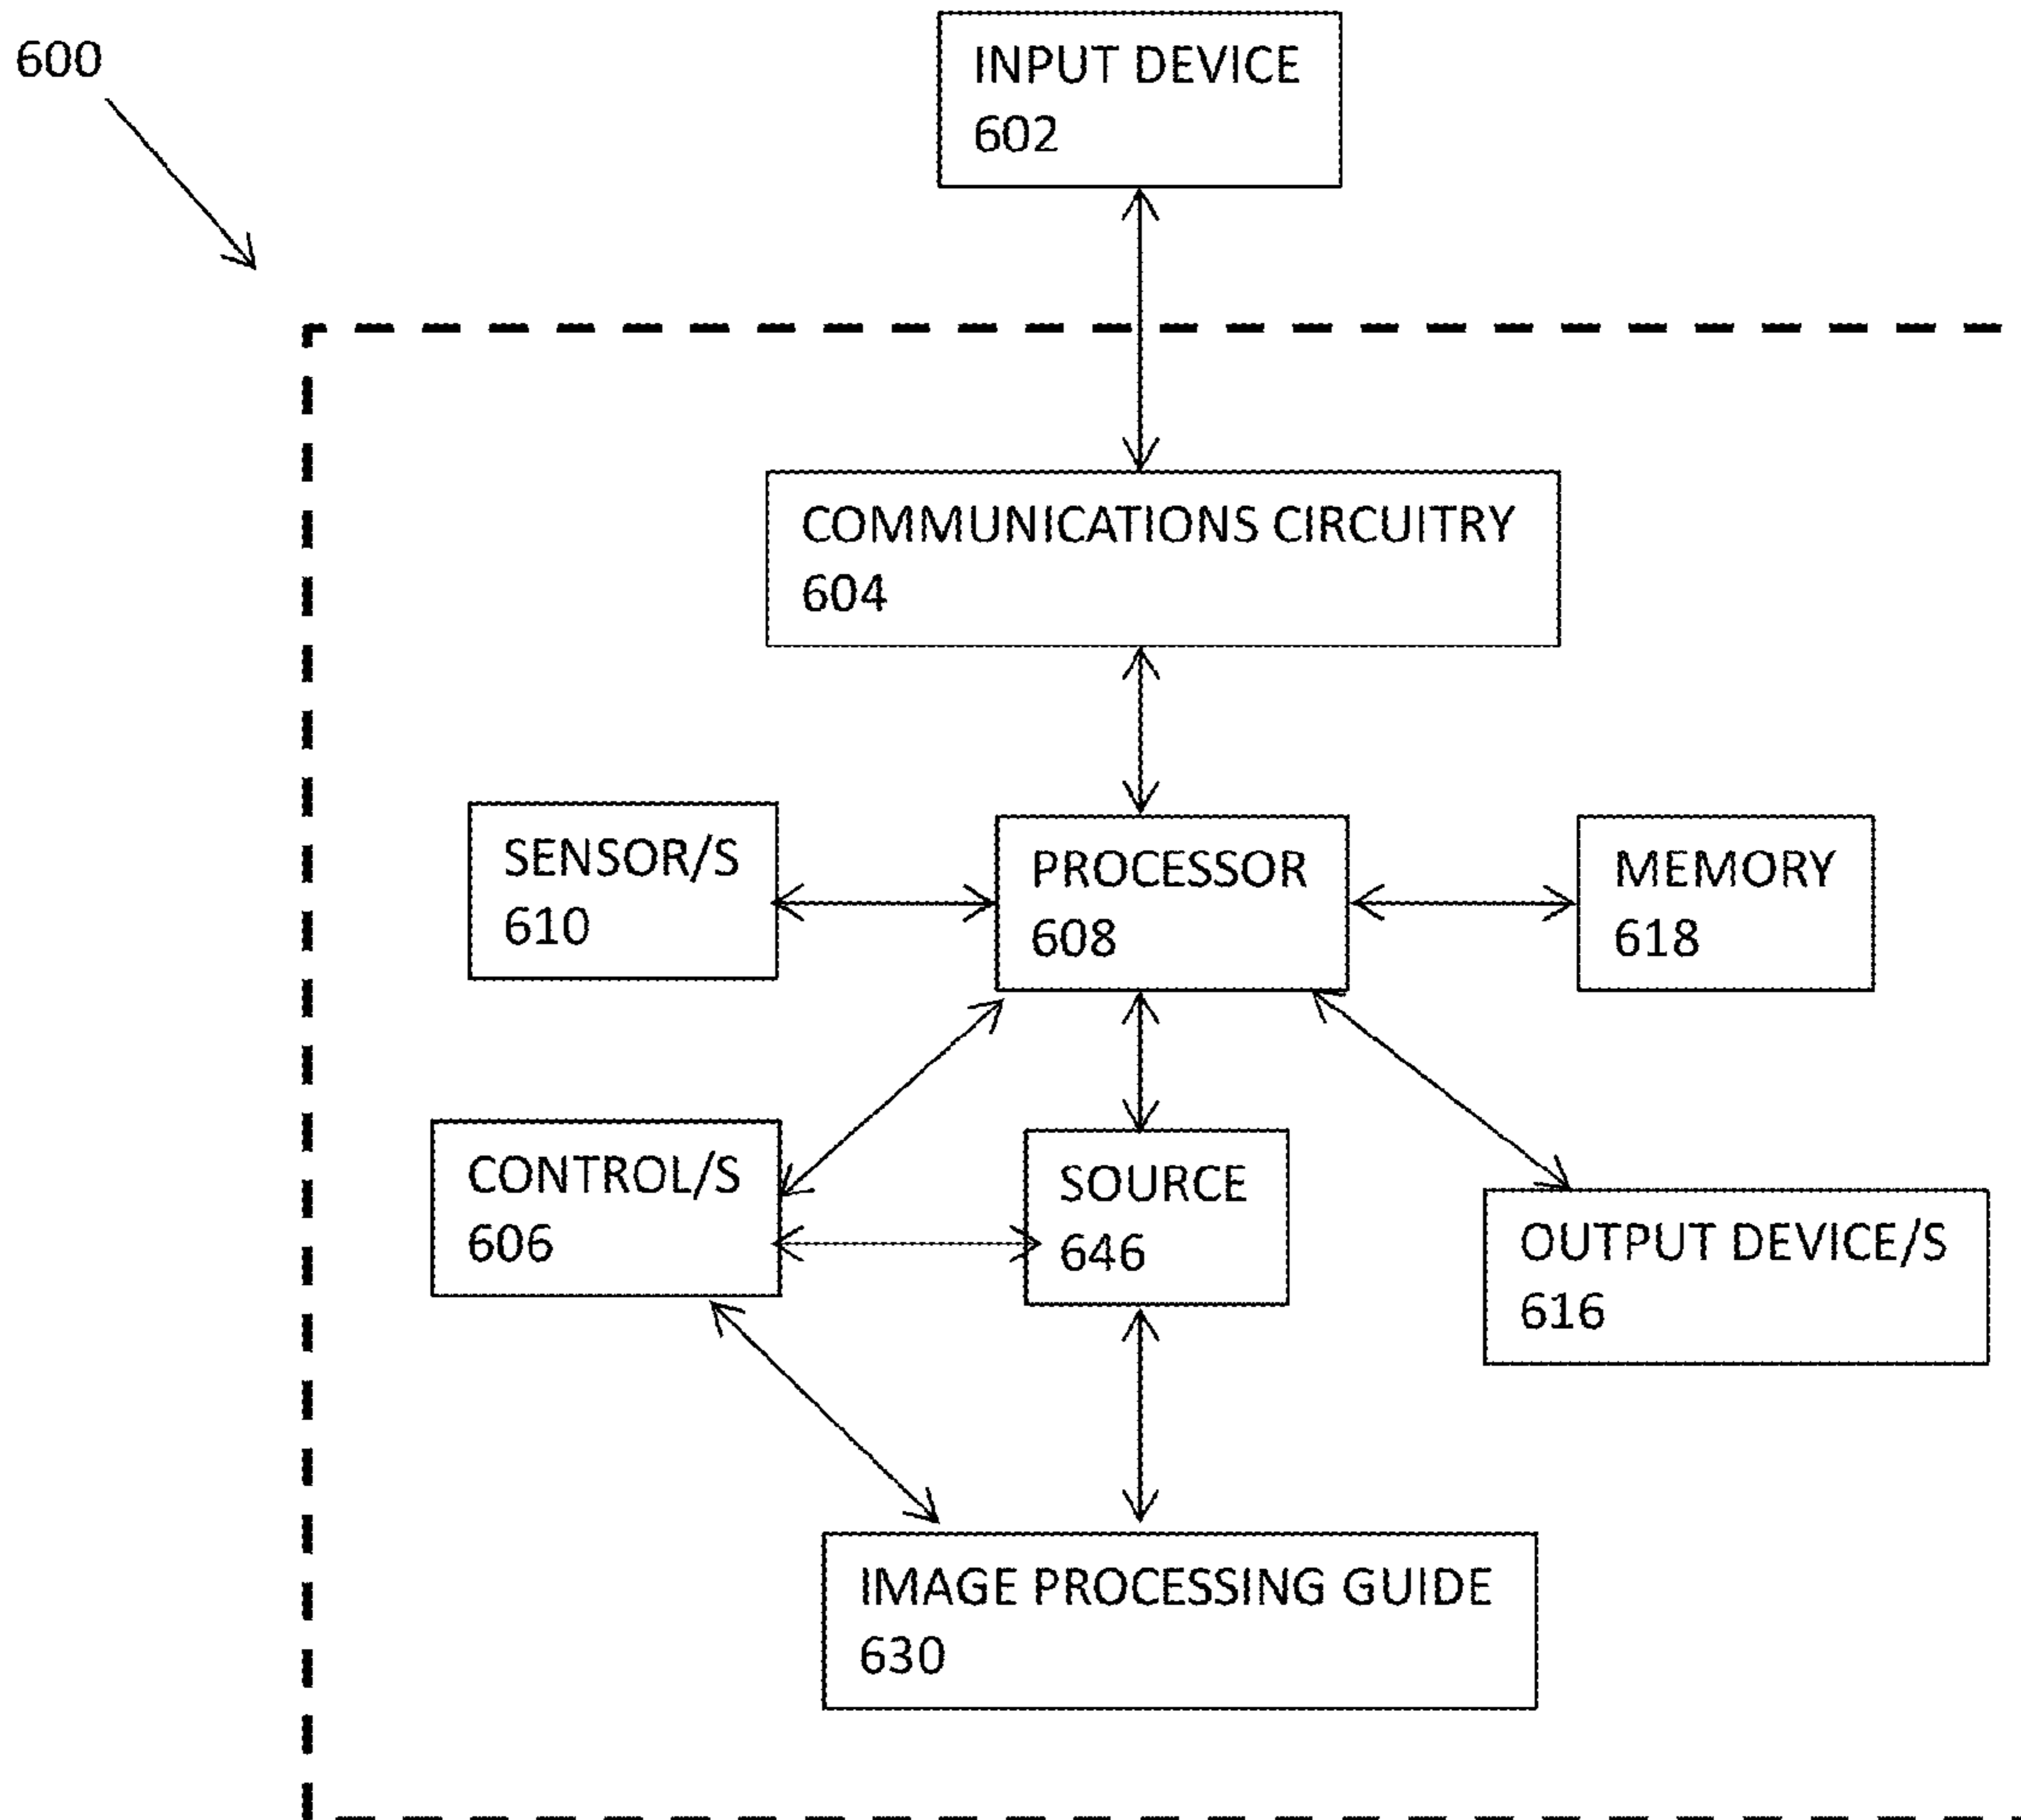 600
INPUT DEVICE
602
COMMUNICATIONS CIRCUITRY
604
SENSOR/S
610
PROCESSOR
608
MEMORY
618
CONTROL/S
606
SOURCE
646
OUTPUT DEVICE/S
616
IMAGE PROCESSING GUIDE
630